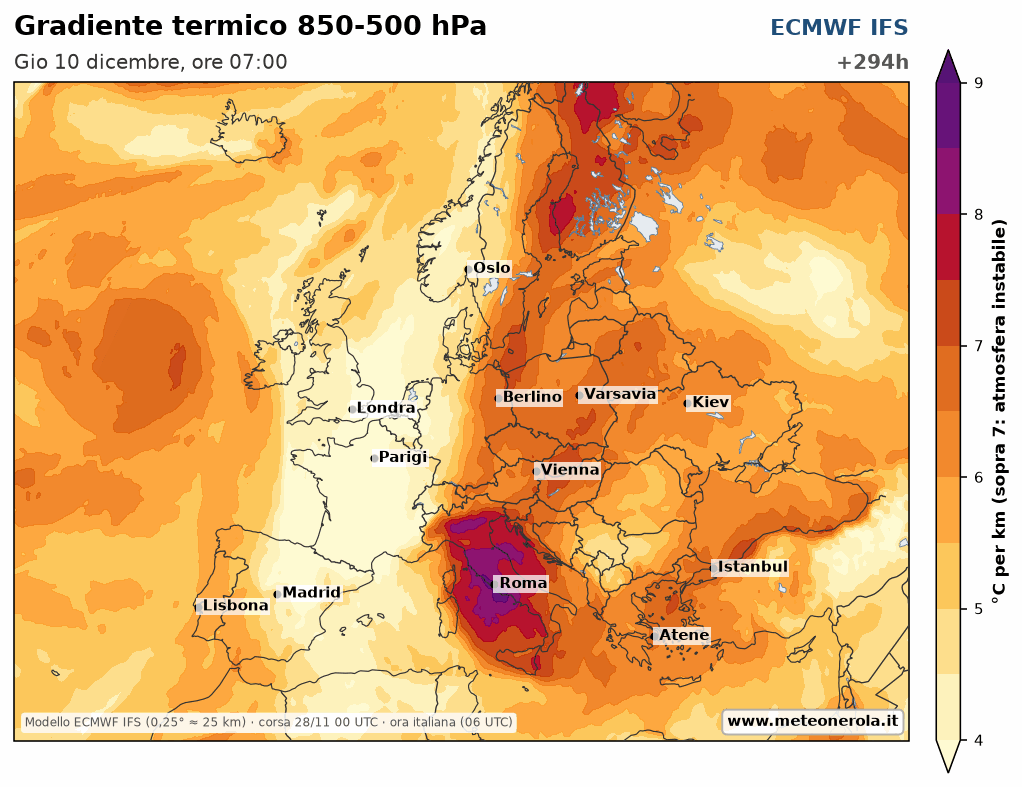 Gradiente termico 850-500 hPa
ECMWF IFS
Gio 10 dicembre, ore 07:00
+294h
Oslo
Berlino
Varsavia
Kiev
Londra
Parigi
Vienna
Istanbul
Roma
Madrid
Lisbona
Atene
Modello ECMWF IFS (0,25° ≈ 25 km) · corsa 28/11 00 UTC · ora italiana (06 UTC)
www.meteonerola.it
9
8
7
6
5
4
°C per km (sopra 7: atmosfera instabile)